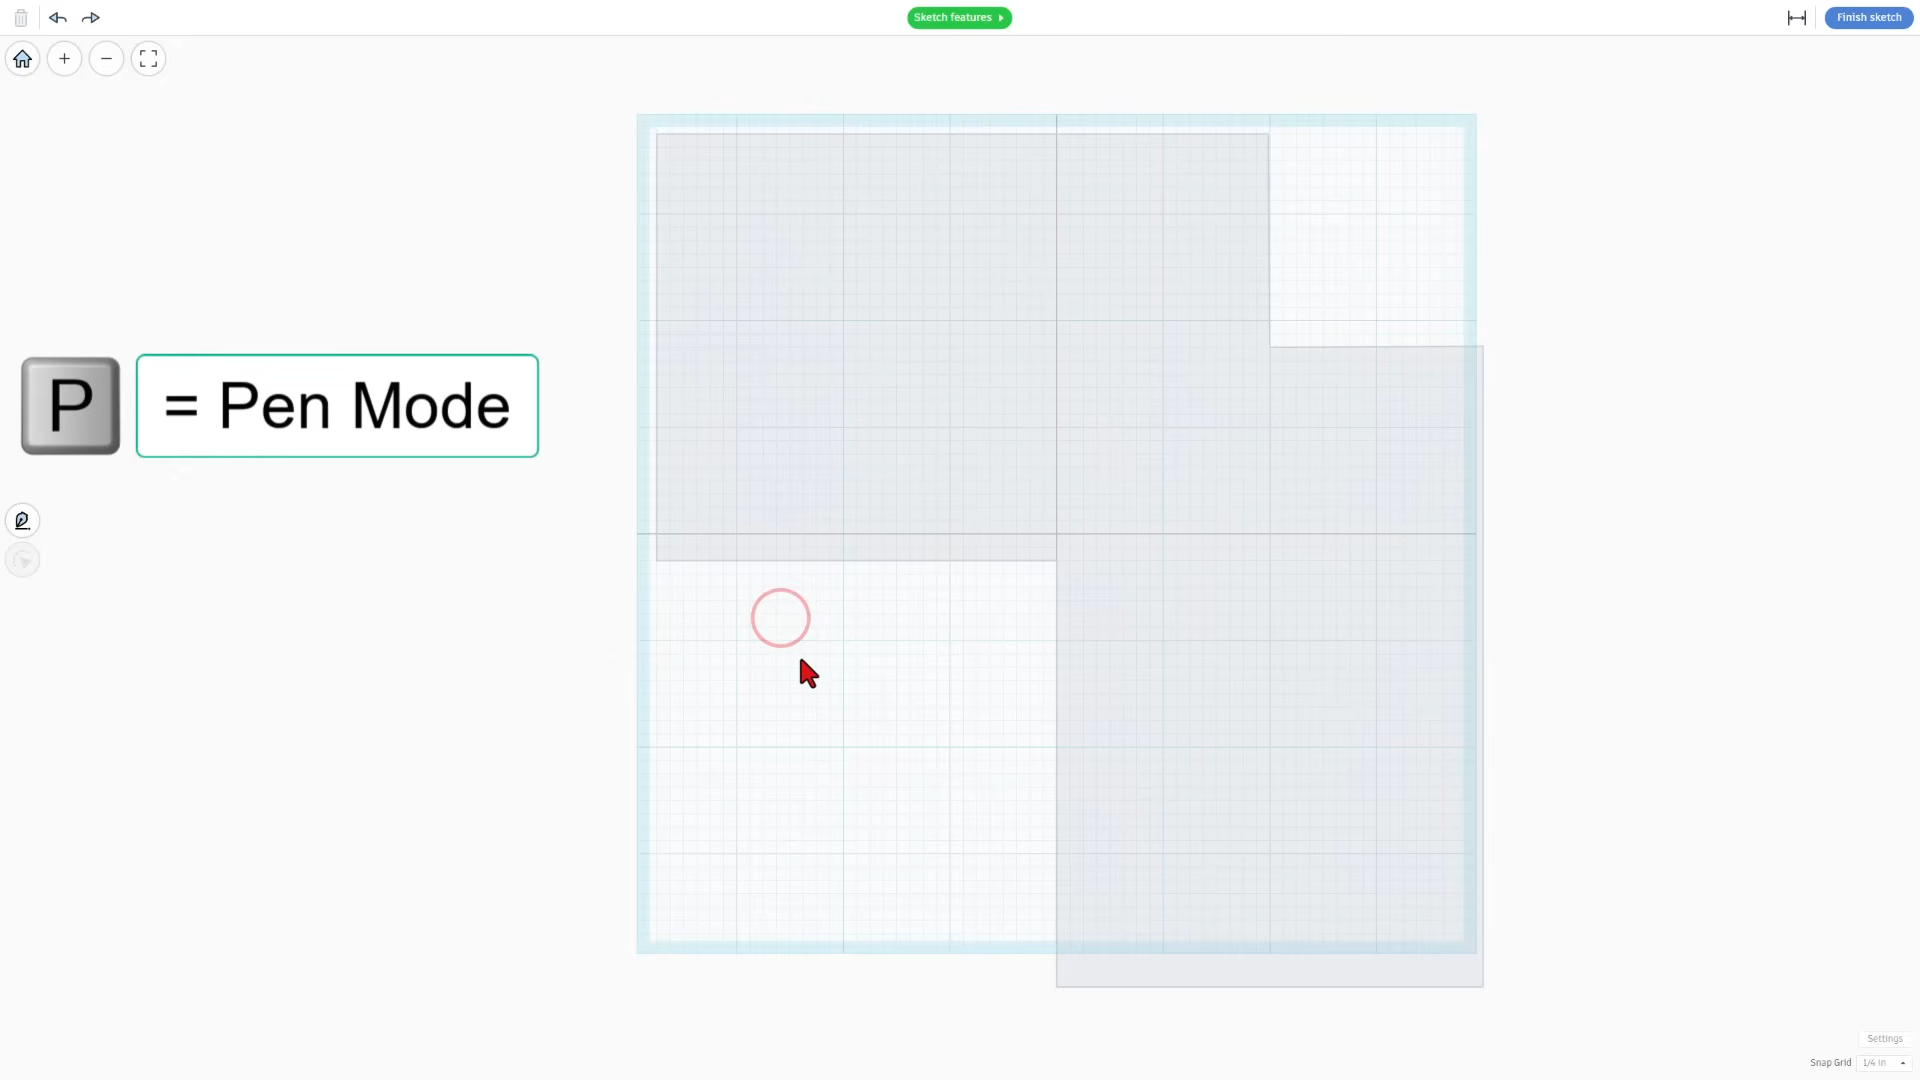 Sketch features
Finish sketch
P = Pen Mode
Settings
Snap Grid 1/4 in